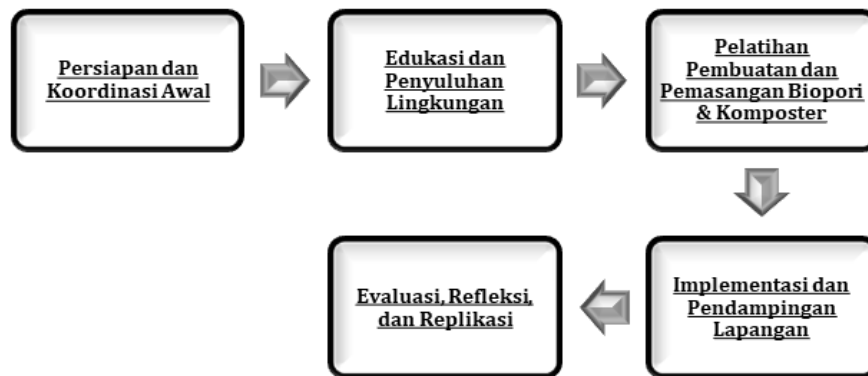 Persiapan dan
Koordinasi Awal
Edukasi dan
Penyuluhan
Lingkungan
Pelatihan
Pembuatan dan
Pemasangan Biopori
& Komposter
Implementasi dan
Pendampingan
Lapangan
Evaluasi, Refleksi,
dan Replikasi